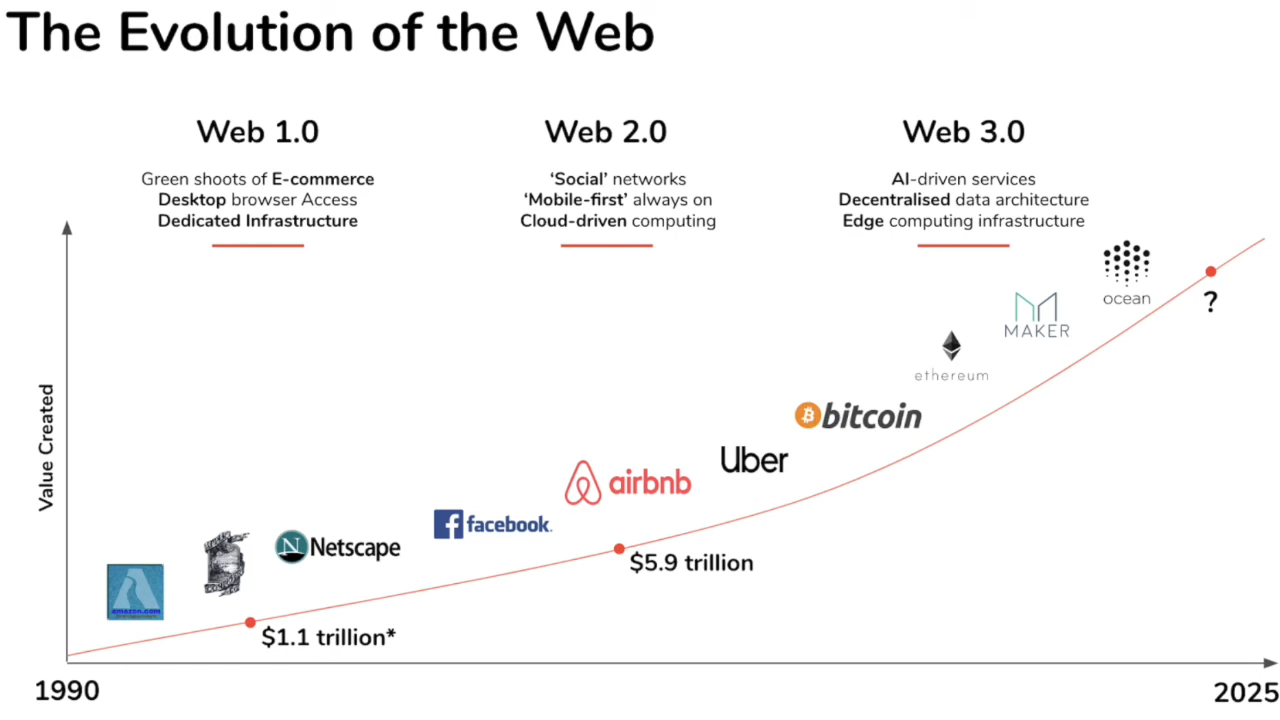 The Evolution of the Web
Web 1.0
Green shoots of E-commerce
Desktop browser Access
Dedicated Infrastructure
Web 2.0
‘Social’ networks
‘Mobile-first’ always on
Cloud-driven computing
Web 3.0
AI-driven services
Decentralised data architecture
Edge computing infrastructure
Value Created
amazon.com
N Netscape
facebook.
airbnb
Uber
bitcoin
ethereum
MAKER
ocean
?
$1.1 trillion*
$5.9 trillion
1990
2025